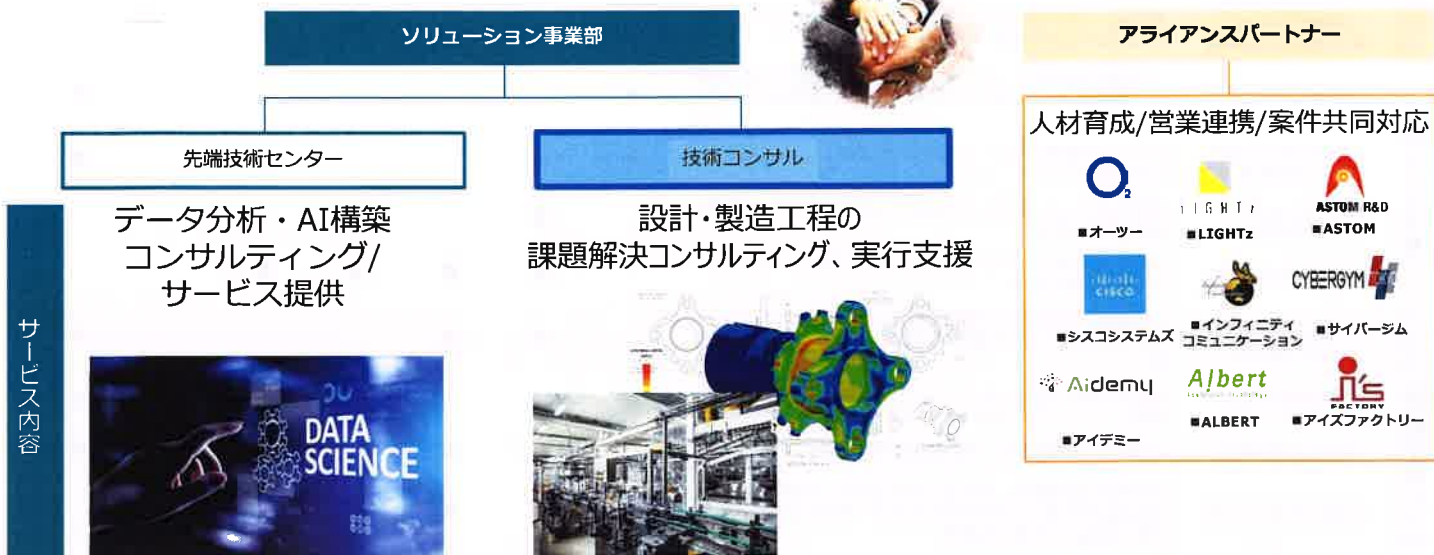 ソリューション事業部
先端技術センター
データ分析・AI構築
コンサルティング/
サービス提供
DATA
SCIENCE
技術コンサル
設計・製造工程の
課題解決コンサルティング、実行支援
サービス内容
アライアンスパートナー
人材育成/営業連携/案件共同対応
O2
■オーツー
LIGHTz
■LIGHTz
ASTOM R&D
■ASTOM
CISCO
■シスコシステムズ
■インフィニティ
コミュニケーション
CYBERGYM
■サイバージム
Aidemy
■アイデミー
Albert
■ALBERT
i's
FACTORY
■アイズファクトリー